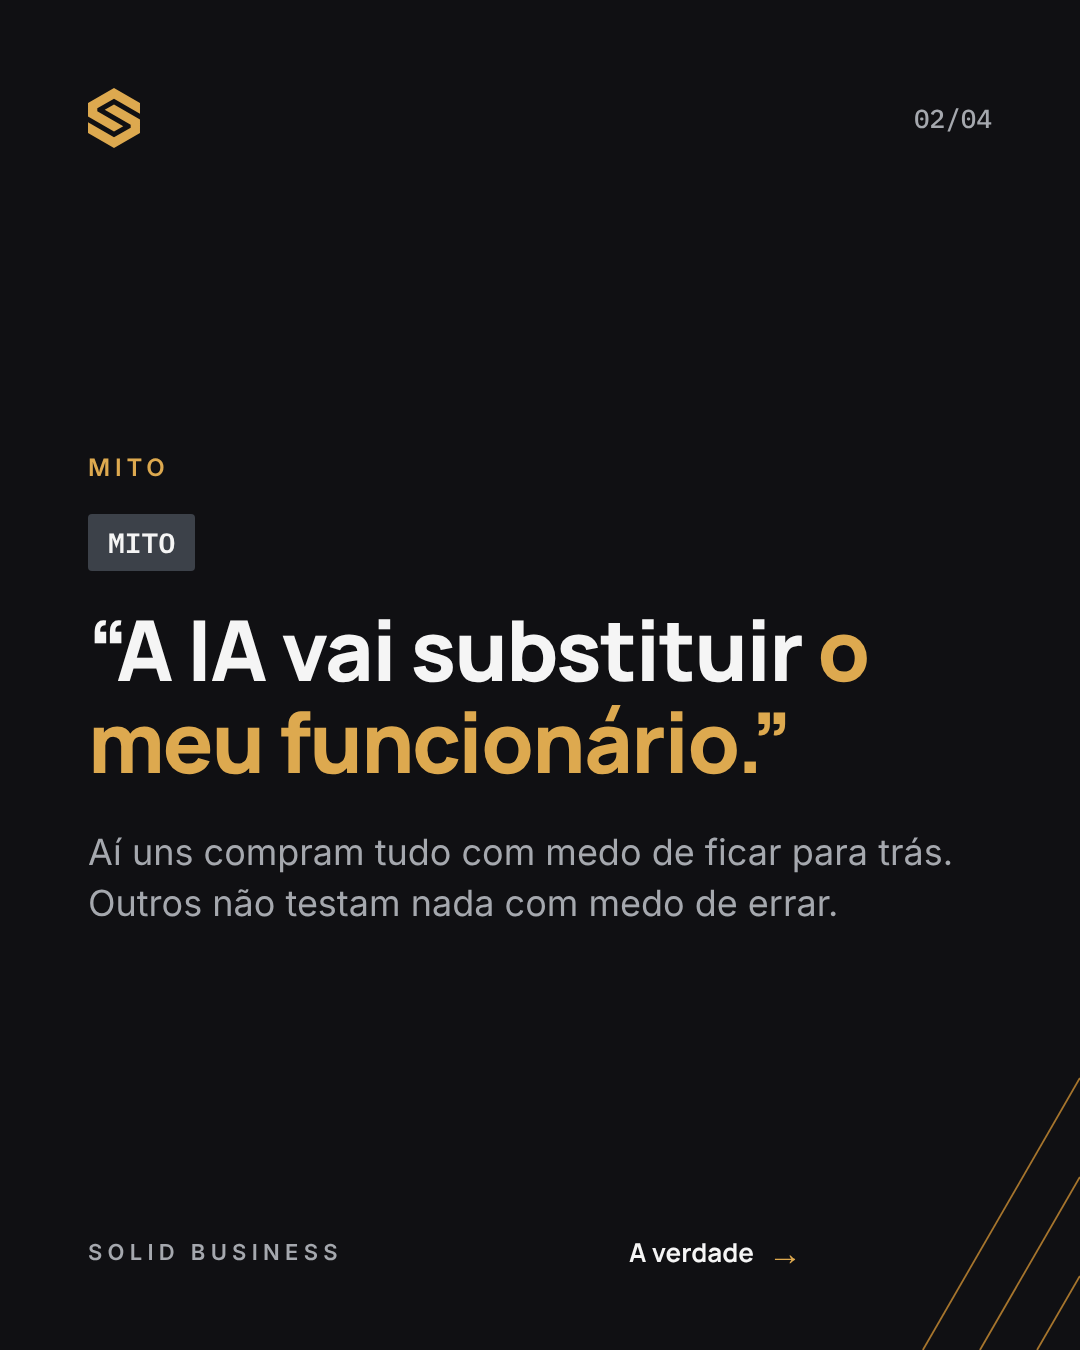 02/04
MITO
MITO
“A IA vai substituir o
meu funcionário.”
Aí uns compram tudo com medo de ficar para trás.
Outros não testam nada com medo de errar.
SOLID BUSINESS
A verdade →